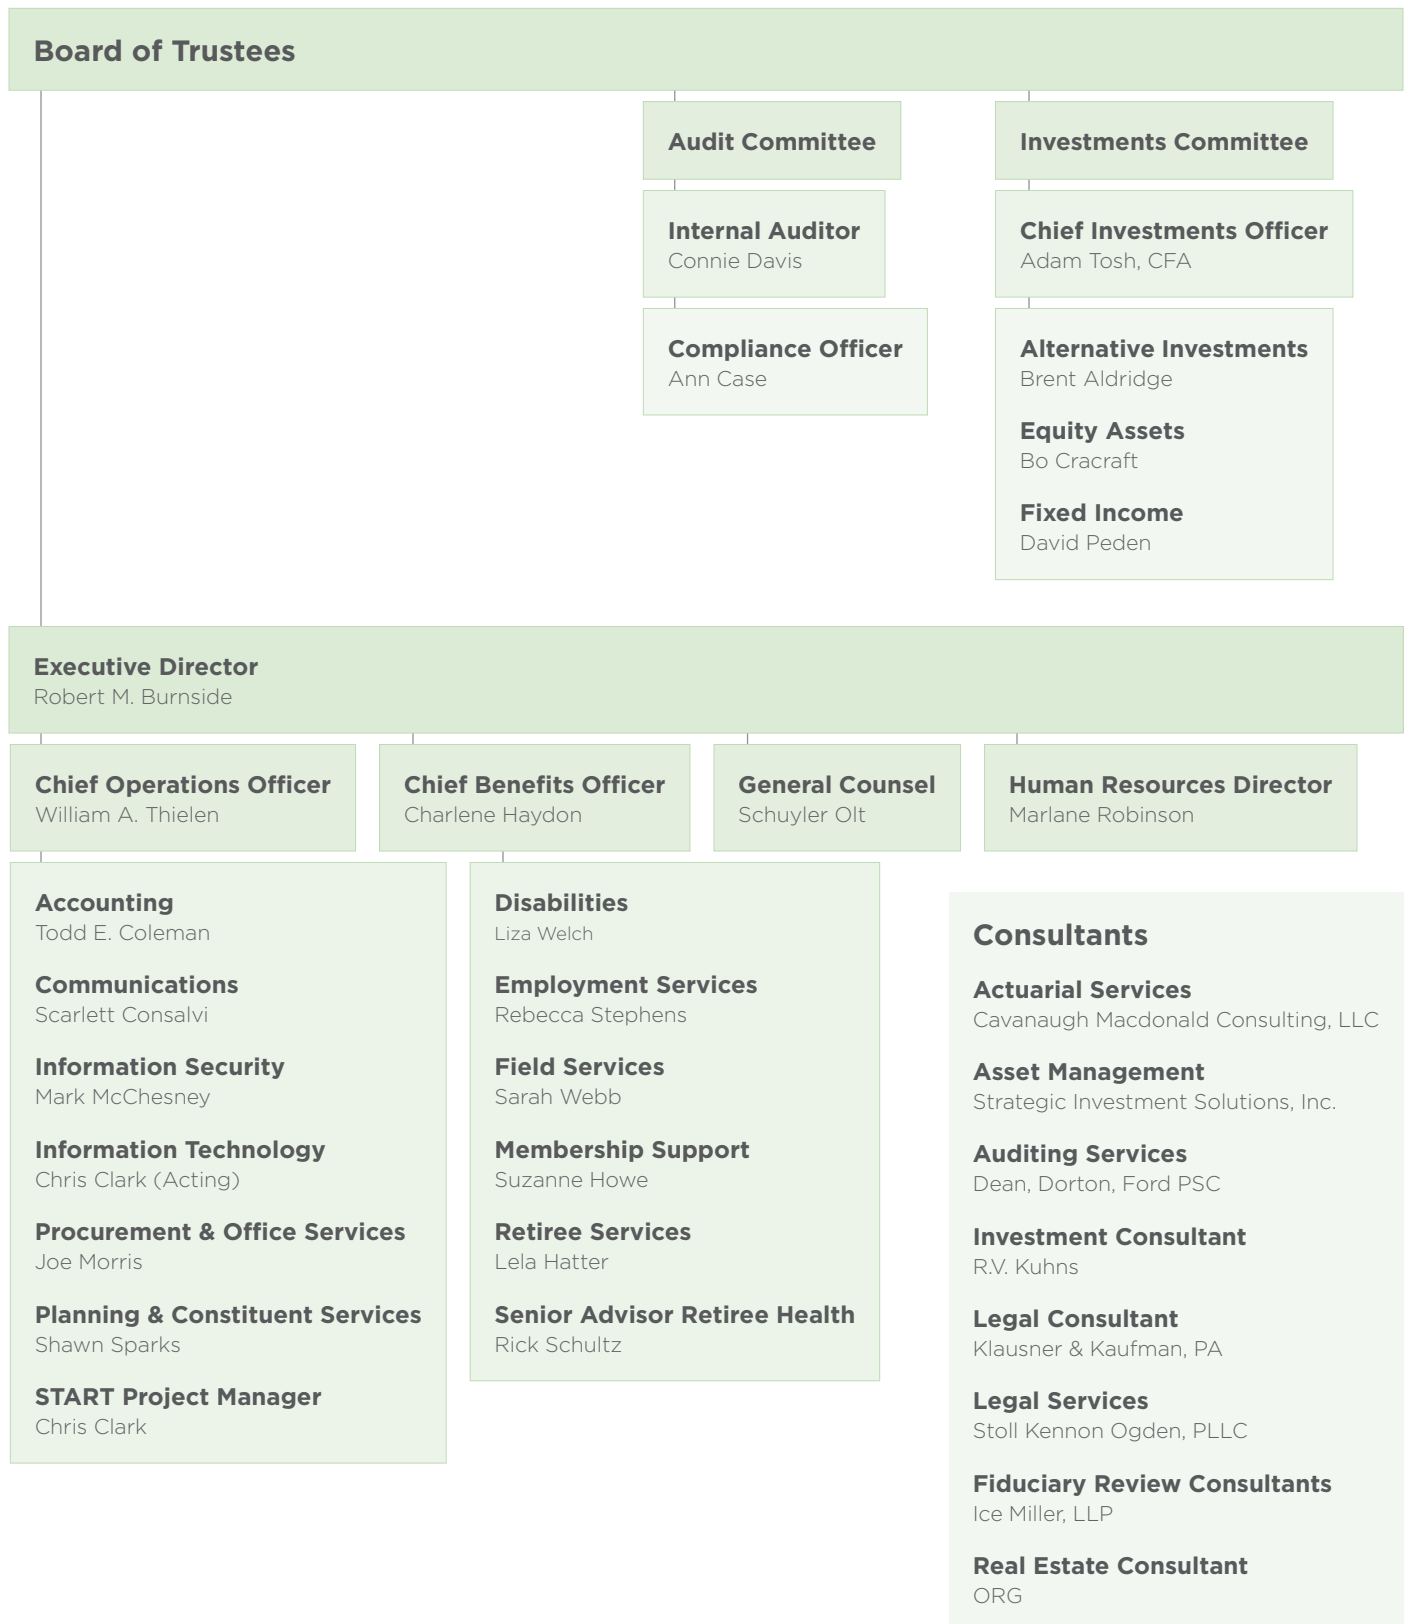 Board of Trustees
Audit Committee
Internal Auditor
Connie Davis
Compliance Officer
Ann Case
Investments Committee
Chief Investments Officer
Adam Tosh, CFA
Alternative Investments
Brent Aldridge
Equity Assets
Bo Cracraft
Fixed Income
David Peden
Executive Director
Robert M. Burnside
Chief Operations Officer
William A. Thielen
Chief Benefits Officer
Charlene Haydon
General Counsel
Schuyler Olt
Human Resources Director
Marlane Robinson
Accounting
Todd E. Coleman
Communications
Scarlett Consalvi
Information Security
Mark McChesney
Information Technology
Chris Clark (Acting)
Procurement & Office Services
Joe Morris
Planning & Constituent Services
Shawn Sparks
START Project Manager
Chris Clark
Disabilities
Liza Welch
Employment Services
Rebecca Stephens
Field Services
Sarah Webb
Membership Support
Suzanne Howe
Retiree Services
Lela Hatter
Senior Advisor Retiree Health
Rick Schultz
Consultants
Actuarial Services
Cavanaugh Macdonald Consulting, LLC
Asset Management
Strategic Investment Solutions, Inc.
Auditing Services
Dean, Dorton, Ford PSC
Investment Consultant
R.V. Kuhns
Legal Consultant
Klausner & Kaufman, PA
Legal Services
Stoll Kennon Ogden, PLLC
Fiduciary Review Consultants
Ice Miller, LLP
Real Estate Consultant
ORG